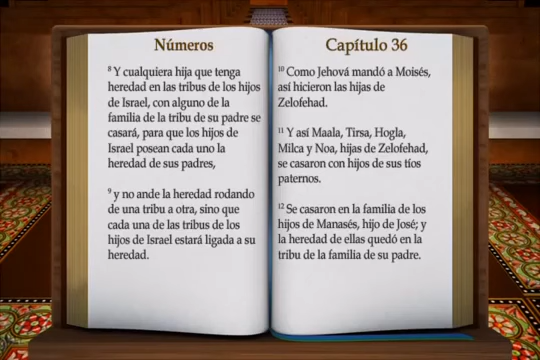 Números
⁸ Y cualquiera hija que tenga
heredad en las tribus de los hijos
de Israel, con alguno de la
familia de la tribu de su padre se
casará, para que los hijos de
Israel posean cada uno la
heredad de sus padres,
⁹ y no ande la heredad rodando
de una tribu a otra, sino que
cada una de las tribus de los
hijos de Israel estará ligada a su
heredad.
Capítulo 36
¹⁰ Como Jehová mandó a Moisés,
así hicieron las hijas de
Zelofehad.
¹¹ Y así Maala, Tirsa, Hogla,
Milca y Noa, hijas de Zelofehad,
se casaron con hijos de sus tíos
paternos.
¹² Se casaron en la familia de los
hijos de Manasés, hijo de José; y
la heredad de ellas quedó en la
tribu de la familia de su padre.